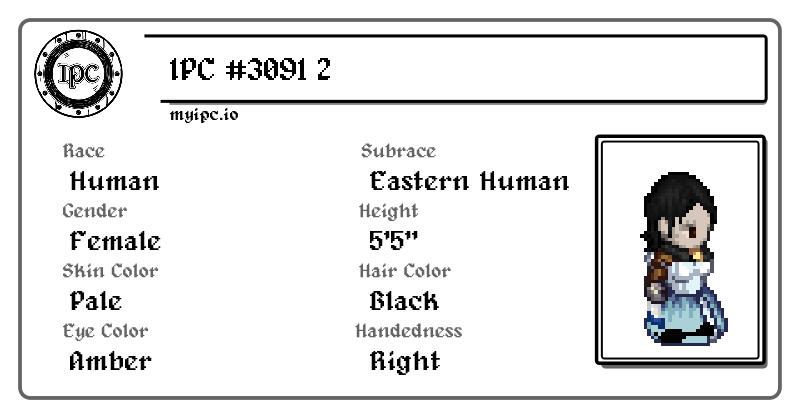 IPC
IPC #3091 2
myipc.io
Race
Human
Subrace
Eastern Human
Gender
Female
Height
5'5"
Skin Color
Pale
Hair Color
Black
Eye Color
Amber
Handedness
Right